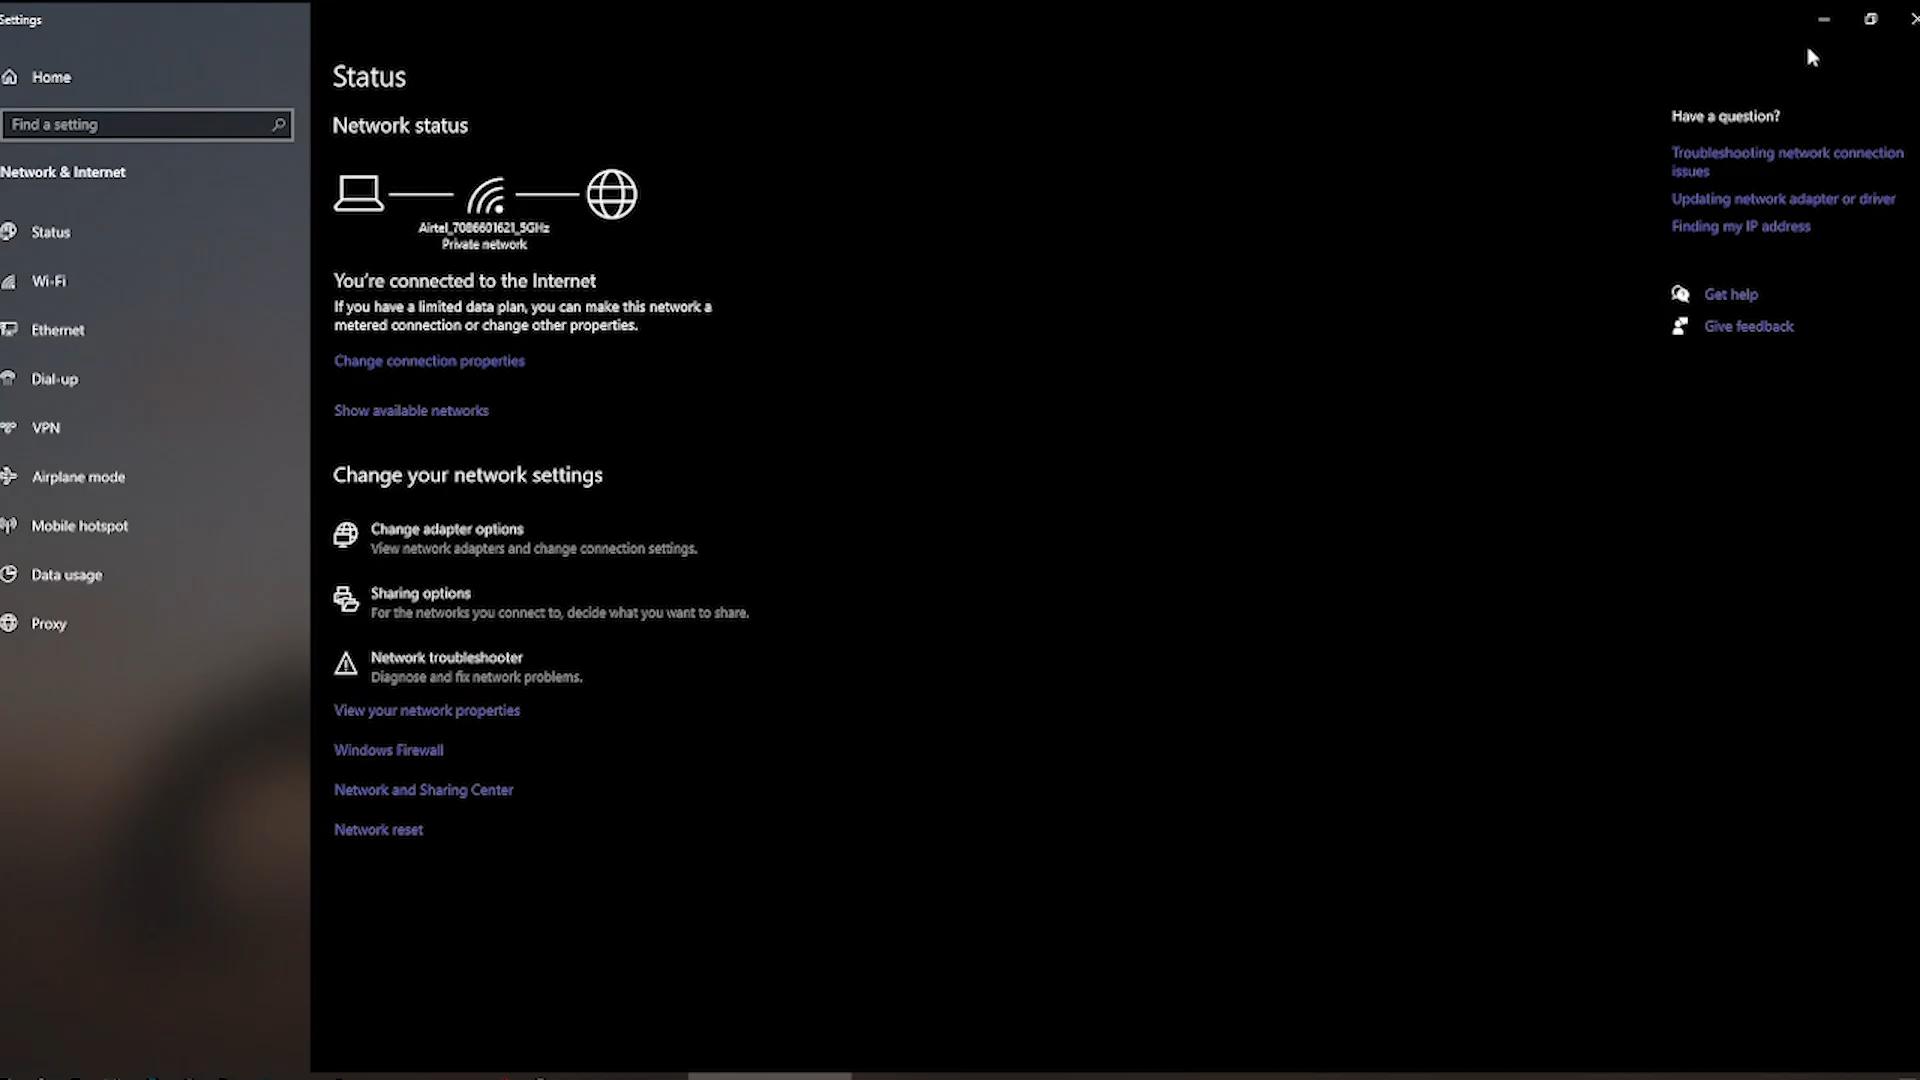 Settings
Home
Find a setting
Network & Internet
Status
Wi-Fi
Ethernet
Dial-up
VPN
Airplane mode
Mobile hotspot
Data usage
Proxy
Status
Network status
Airtel_7086601621_5GHz
Private network
You're connected to the Internet
If you have a limited data plan, you can make this network a
metered connection or change other properties.
Change connection properties
Show available networks
Change your network settings
Change adapter options
View network adapters and change connection settings.
Sharing options
For the networks you connect to, decide what you want to share.
Network troubleshooter
Diagnose and fix network problems.
View your network properties
Windows Firewall
Network and Sharing Center
Network reset
Have a question?
Troubleshooting network connection
issues
Updating network adapter or driver
Finding my IP address
Get help
Give feedback